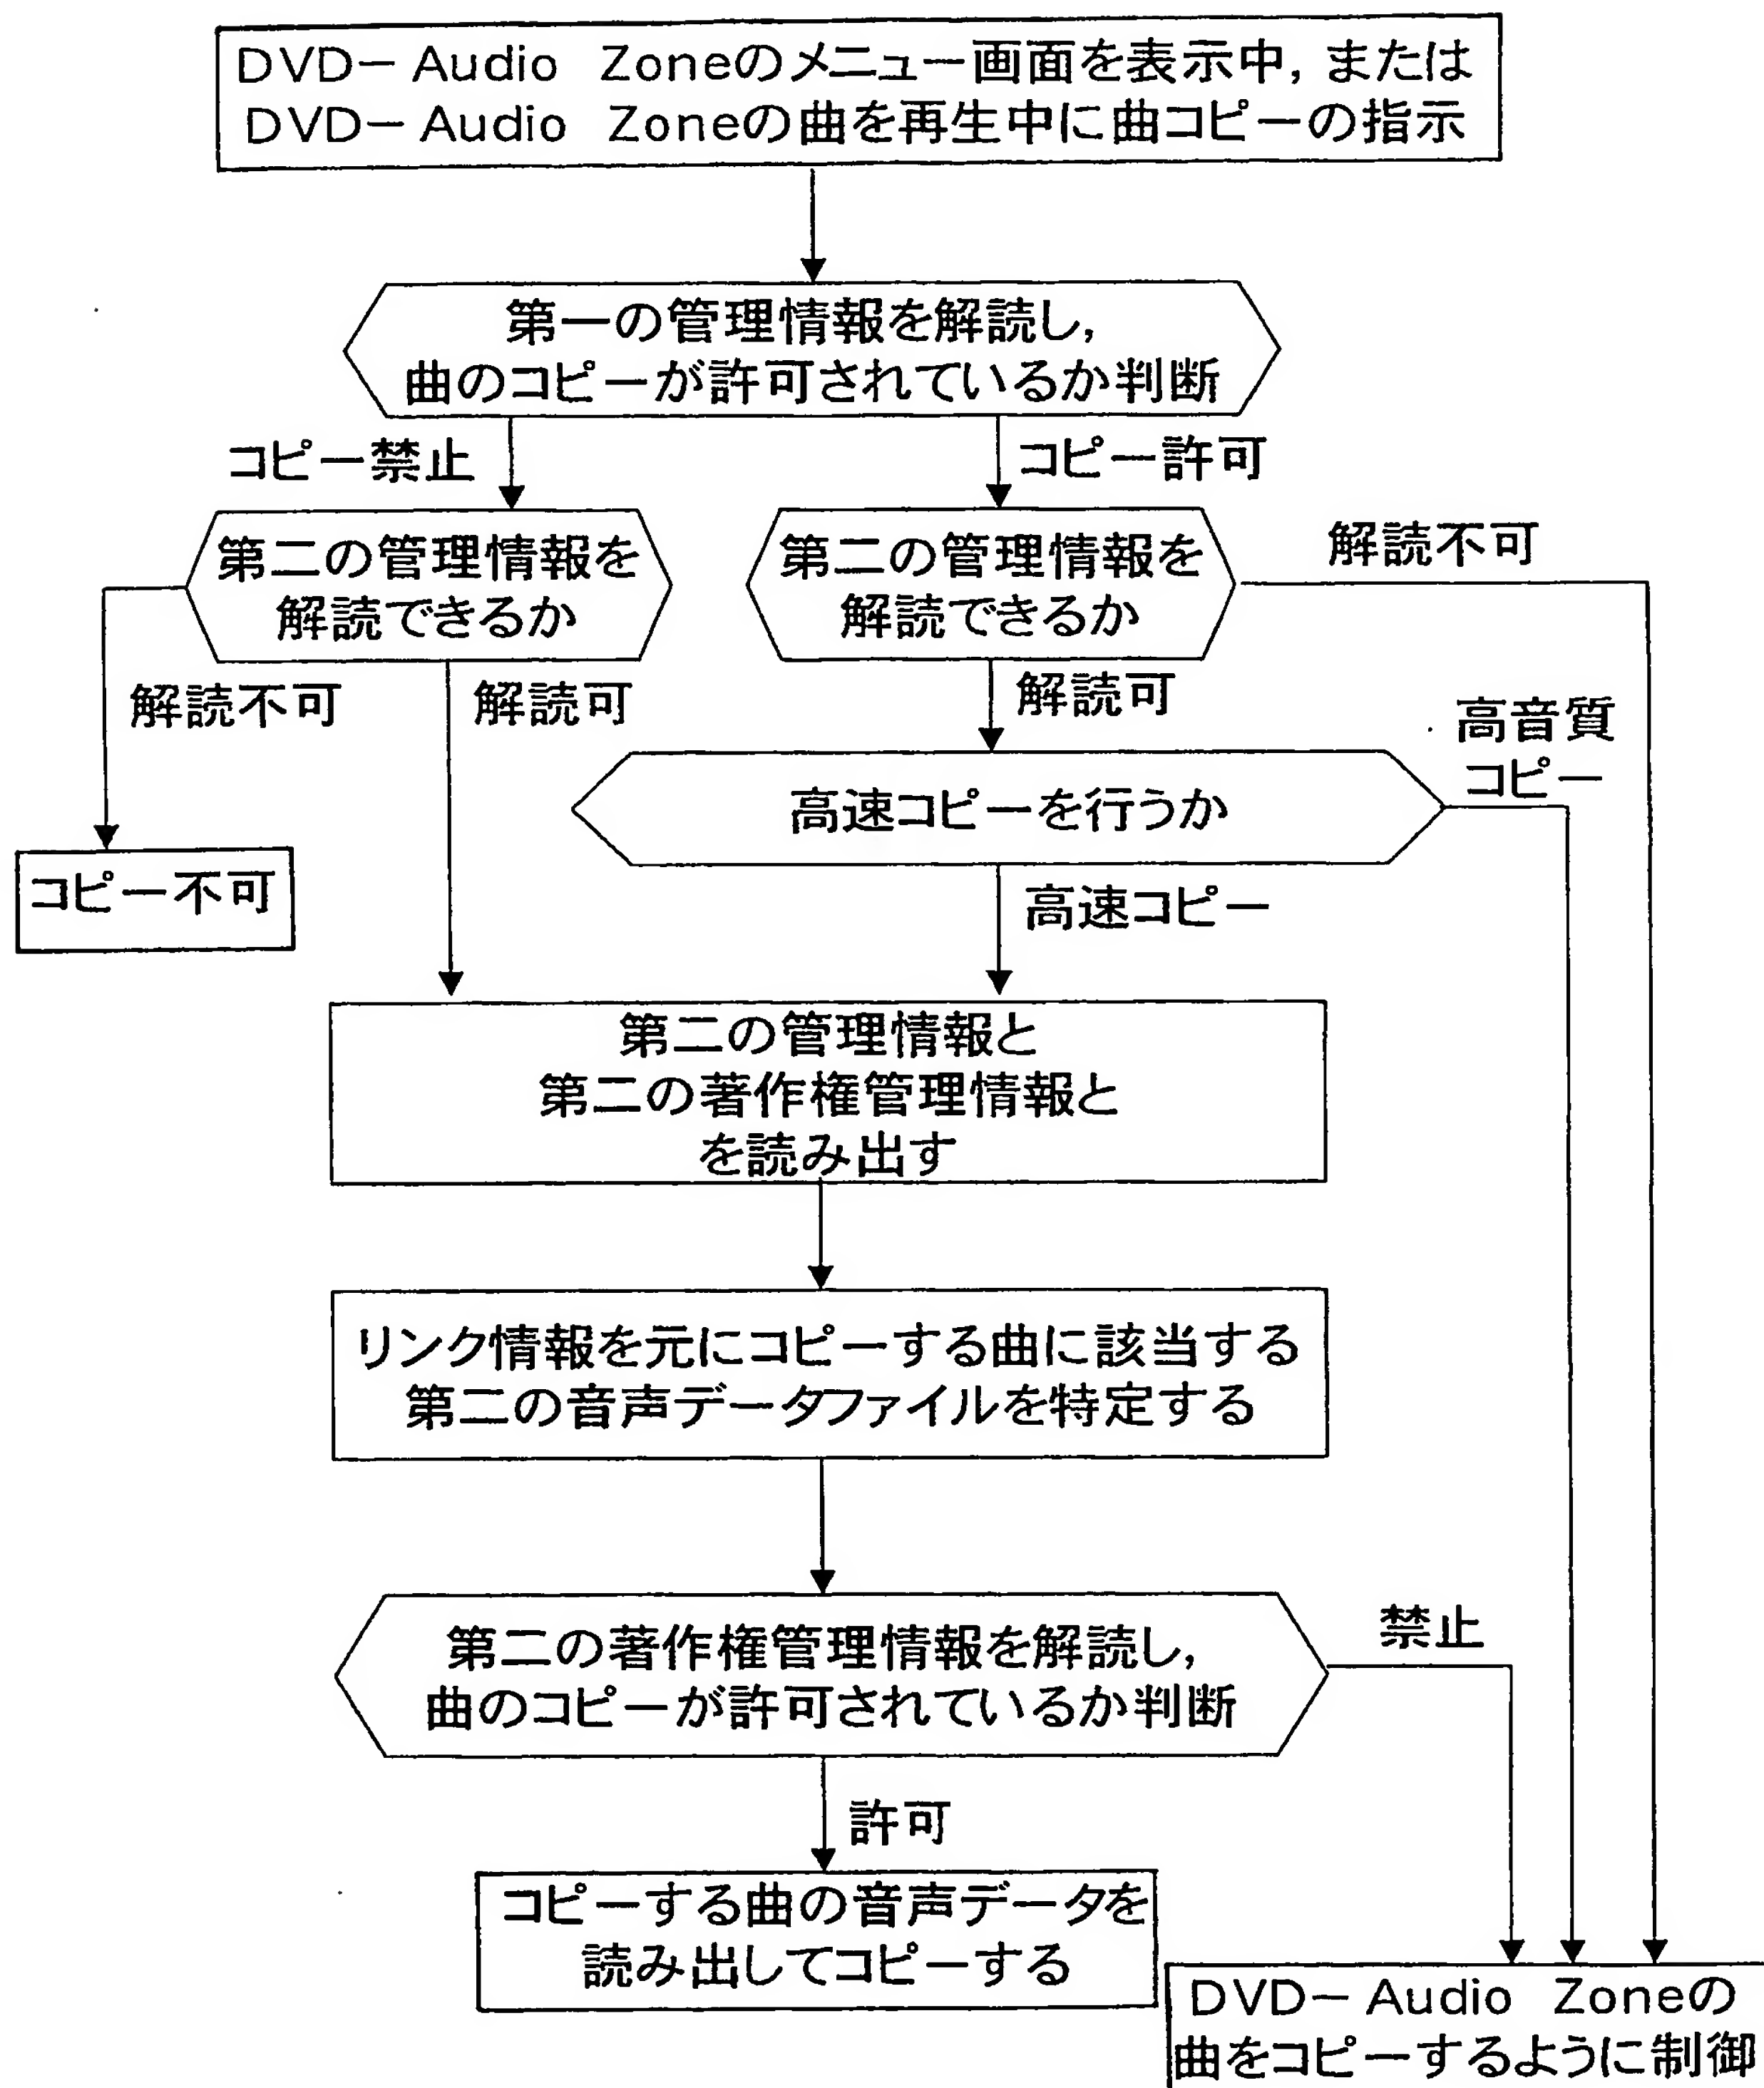 DVD－Audio Zoneのメニュー画面を表示中，または
DVD－Audio Zoneの曲を再生中に曲コピーの指示
第一の管理情報を解読し，
曲のコピーが許可されているか判断
コピー禁止
コピー許可
第二の管理情報を
解読できるか
第二の管理情報を
解読できるか
解読不可
解読不可
解読可
解読可
高音質
コピー
高速コピーを行うか
コピー不可
高速コピー
第二の管理情報と
第二の著作権管理情報と
を読み出す
リンク情報を元にコピーする曲に該当する
第二の音声データファイルを特定する
第二の著作権管理情報を解読し，
曲のコピーが許可されているか判断
禁止
許可
コピーする曲の音声データを
読み出してコピーする
DVD－Audio Zoneの
曲をコピーするように制御